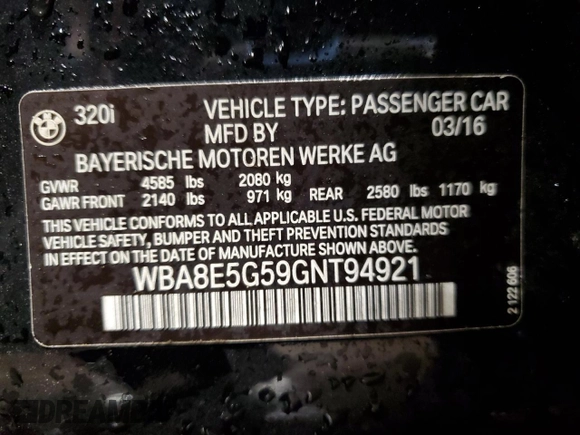 320i VEHICLE TYPE: PASSENGER CAR
MFD BY 03/16
BAYERISCHE MOTOREN WERKE AG
GVWR 4585 lbs 2080 kg
GAWR FRONT 2140 lbs 971 kg REAR 2580 lbs 1170 kg
THIS VEHICLE CONFORMS TO ALL APPLICABLE U.S. FEDERAL MOTOR
VEHICLE SAFETY, BUMPER AND THEFT PREVENTION STANDARDS
IN EFFECT ON THE DATE OF MANUFACTURE SHOWN ABOVE.
WBA8E5G59GNT94921
2 122 606